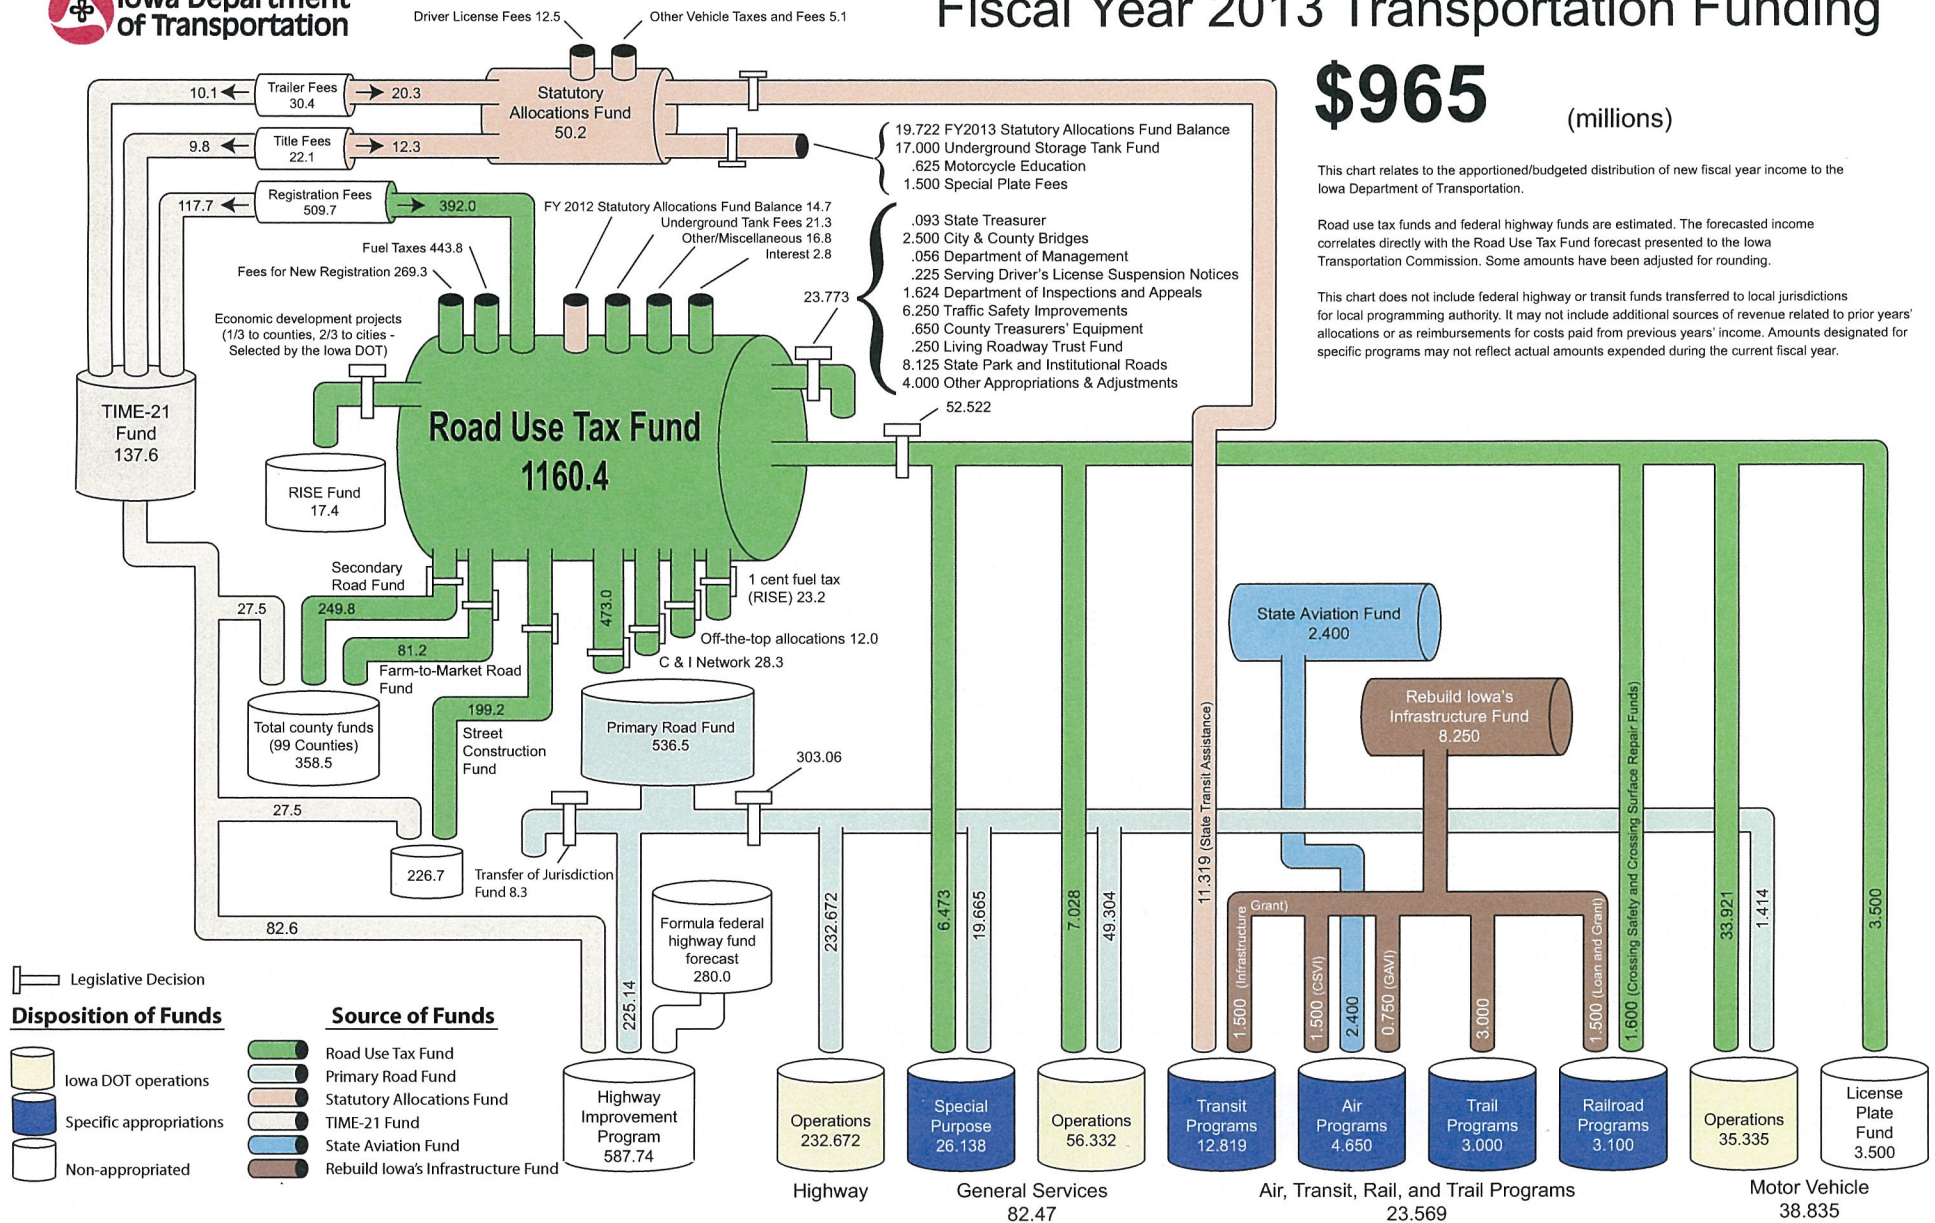 Iowa Department
of Transportation
Fiscal Year 2013 Transportation Funding
$965
(millions)
This chart relates to the apportioned/budgeted distribution of new fiscal year income to the
Iowa Department of Transportation.
Road use tax funds and federal highway funds are estimated. The forecasted income
correlates directly with the Road Use Tax Fund forecast presented to the Iowa
Transportation Commission. Some amounts have been adjusted for rounding.
This chart does not include federal highway or transit funds transferred to local jurisdictions
for local programming authority. It may not include additional sources of revenue related to prior years'
allocations or as reimbursements for costs paid from previous years' income. Amounts designated for
specific programs may not reflect actual amounts expended during the current fiscal year.
Driver License Fees 12.5
Other Vehicle Taxes and Fees 5.1
10.1
Trailer Fees
30.4
20.3
Statutory
Allocations Fund
50.2
9.8
Title Fees
22.1
12.3
117.7
Registration Fees
509.7
392.0
19.722 FY2013 Statutory Allocations Fund Balance
17.000 Underground Storage Tank Fund
.625 Motorcycle Education
1.500 Special Plate Fees
FY 2012 Statutory Allocations Fund Balance 14.7
Underground Tank Fees 21.3
Other/Miscellaneous 16.8
Interest 2.8
Fuel Taxes 443.8
Fees for New Registration 269.3
23.773
.093 State Treasurer
2.500 City & County Bridges
.056 Department of Management
.225 Serving Driver's License Suspension Notices
1.624 Department of Inspections and Appeals
6.250 Traffic Safety Improvements
.650 County Treasurers' Equipment
.250 Living Roadway Trust Fund
8.125 State Park and Institutional Roads
4.000 Other Appropriations & Adjustments
52.522
Economic development projects
(1/3 to counties, 2/3 to cities -
Selected by the Iowa DOT)
TIME-21
Fund
137.6
RISE Fund
17.4
Road Use Tax Fund
1160.4
Secondary
Road Fund
27.5
249.8
81.2
Farm-to-Market Road
Fund
199.2
Street
Construction
Fund
473.0
1 cent fuel tax
(RISE) 23.2
Off-the-top allocations 12.0
C & I Network 28.3
Total county funds
(99 Counties)
358.5
Primary Road Fund
536.5
303.06
27.5
226.7
Transfer of Jurisdiction
Fund 8.3
82.6
Formula federal
highway fund
forecast
280.0
225.14
State Aviation Fund
2.400
Rebuild Iowa's
Infrastructure Fund
8.250
232.672
6.473
19.665
7.028
49.304
11.319 (State Transit Assistance)
1.500 (Infrastructure
Grant)
1.500 (CSVI)
2.400
0.750 (GAVI)
3.000
1.500 (Loan and Grant)
1.600 (Crossing Safety and Crossing Surface Repair Funds)
33.921
1.414
3.500
Legislative Decision
Disposition of Funds
Iowa DOT operations
Specific appropriations
Non-appropriated
Source of Funds
Road Use Tax Fund
Primary Road Fund
Statutory Allocations Fund
TIME-21 Fund
State Aviation Fund
Rebuild Iowa's Infrastructure Fund
Highway
Improvement
Program
587.74
Operations
232.672
Special
Purpose
26.138
Operations
56.332
Transit
Programs
12.819
Air
Programs
4.650
Trail
Programs
3.000
Railroad
Programs
3.100
Operations
35.335
License
Plate
Fund
3.500
Highway
General Services
82.47
Air, Transit, Rail, and Trail Programs
23.569
Motor Vehicle
38.835